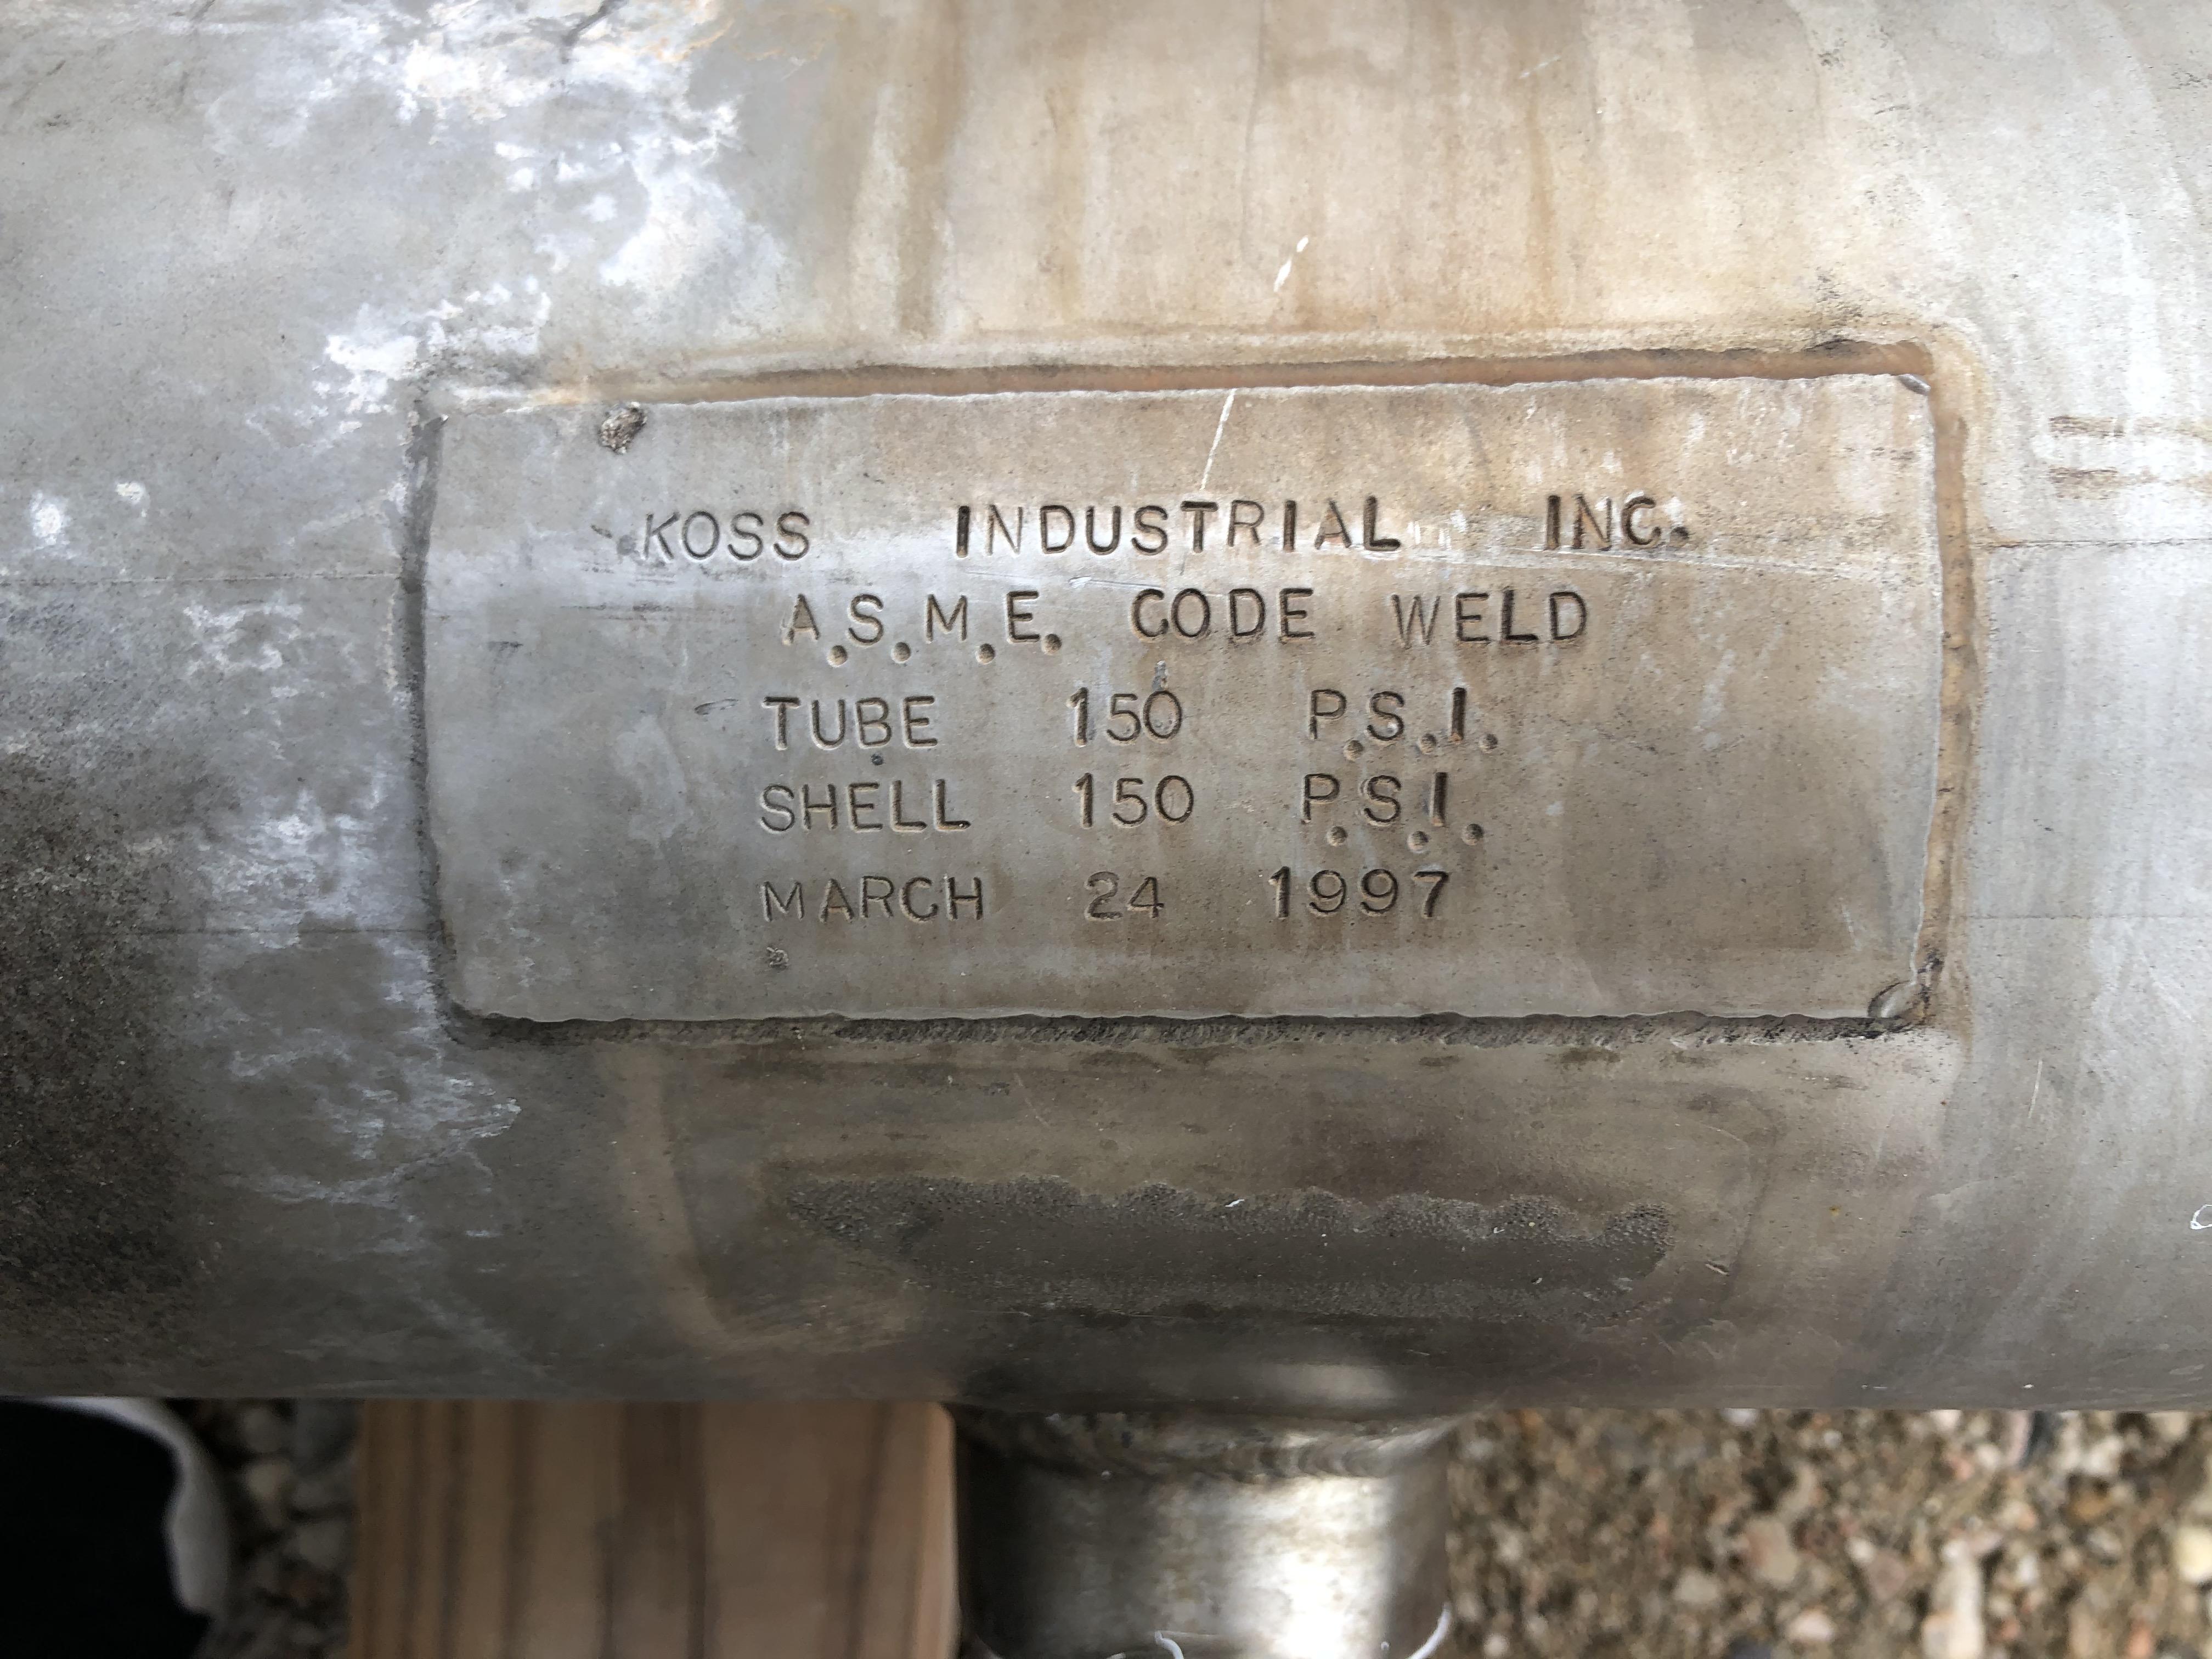 KOSS INDUSTRIAL INC.
A.S.M.E. CODE WELD
TUBE 150 P.S.I.
SHELL 150 P.S.I.
MARCH 24 1997